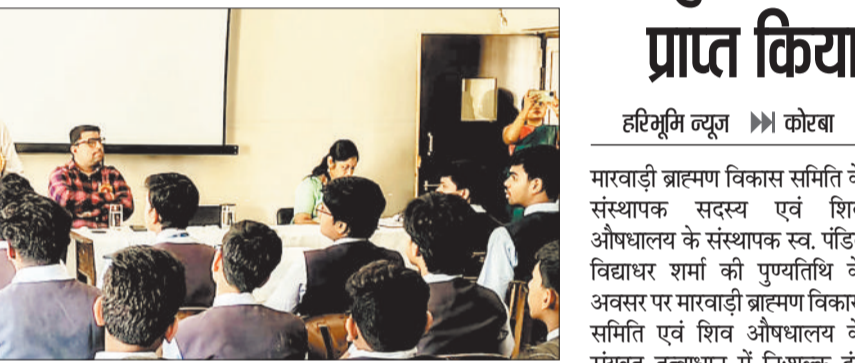 प्राप्त किया
हरिभूमि न्यूज ▶▶| कोरबा
मारवाड़ी ब्राह्मण विकास समिति
संस्थापक सदस्य एवं
औषधालय के संस्थापक स्व.
विद्याधर शर्मा की पुण्यतिथि
अवसर पर मारवाड़ी ब्राह्मण
समिति एवं शिव औषधालय
में